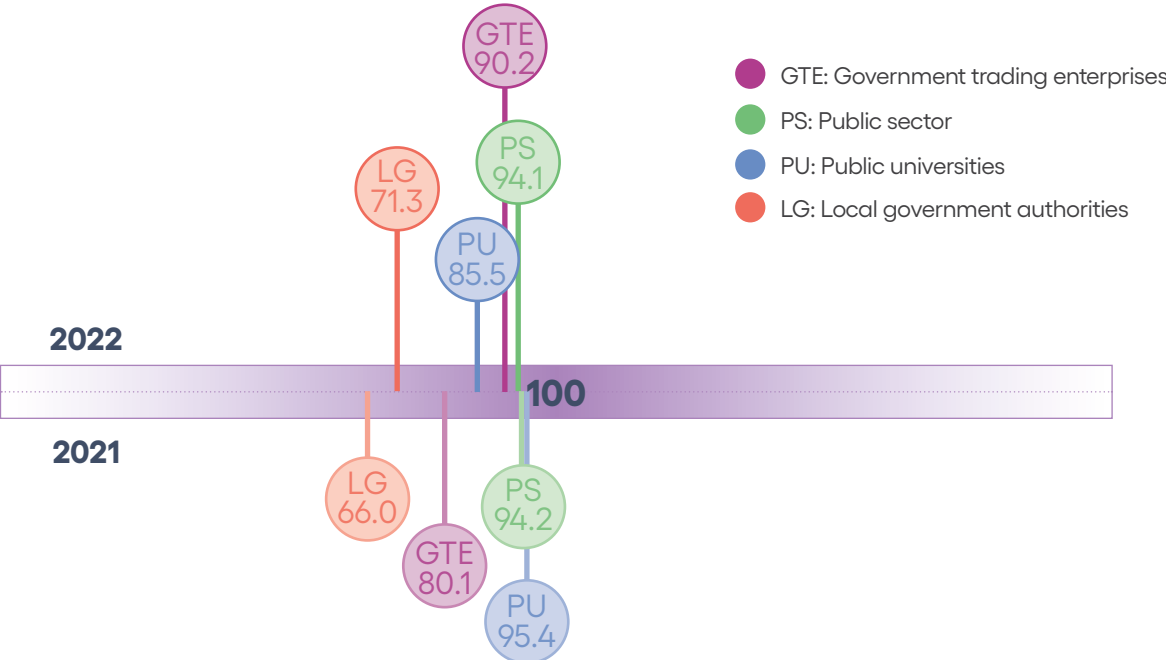 GTE
90.2
GTE: Government trading enterprises
PS: Public sector
PU: Public universities
LG: Local government authorities
PS
94.1
LG
71.3
PU
85.5
2022
100
2021
LG
66.0
PS
94.2
GTE
80.1
PU
95.4